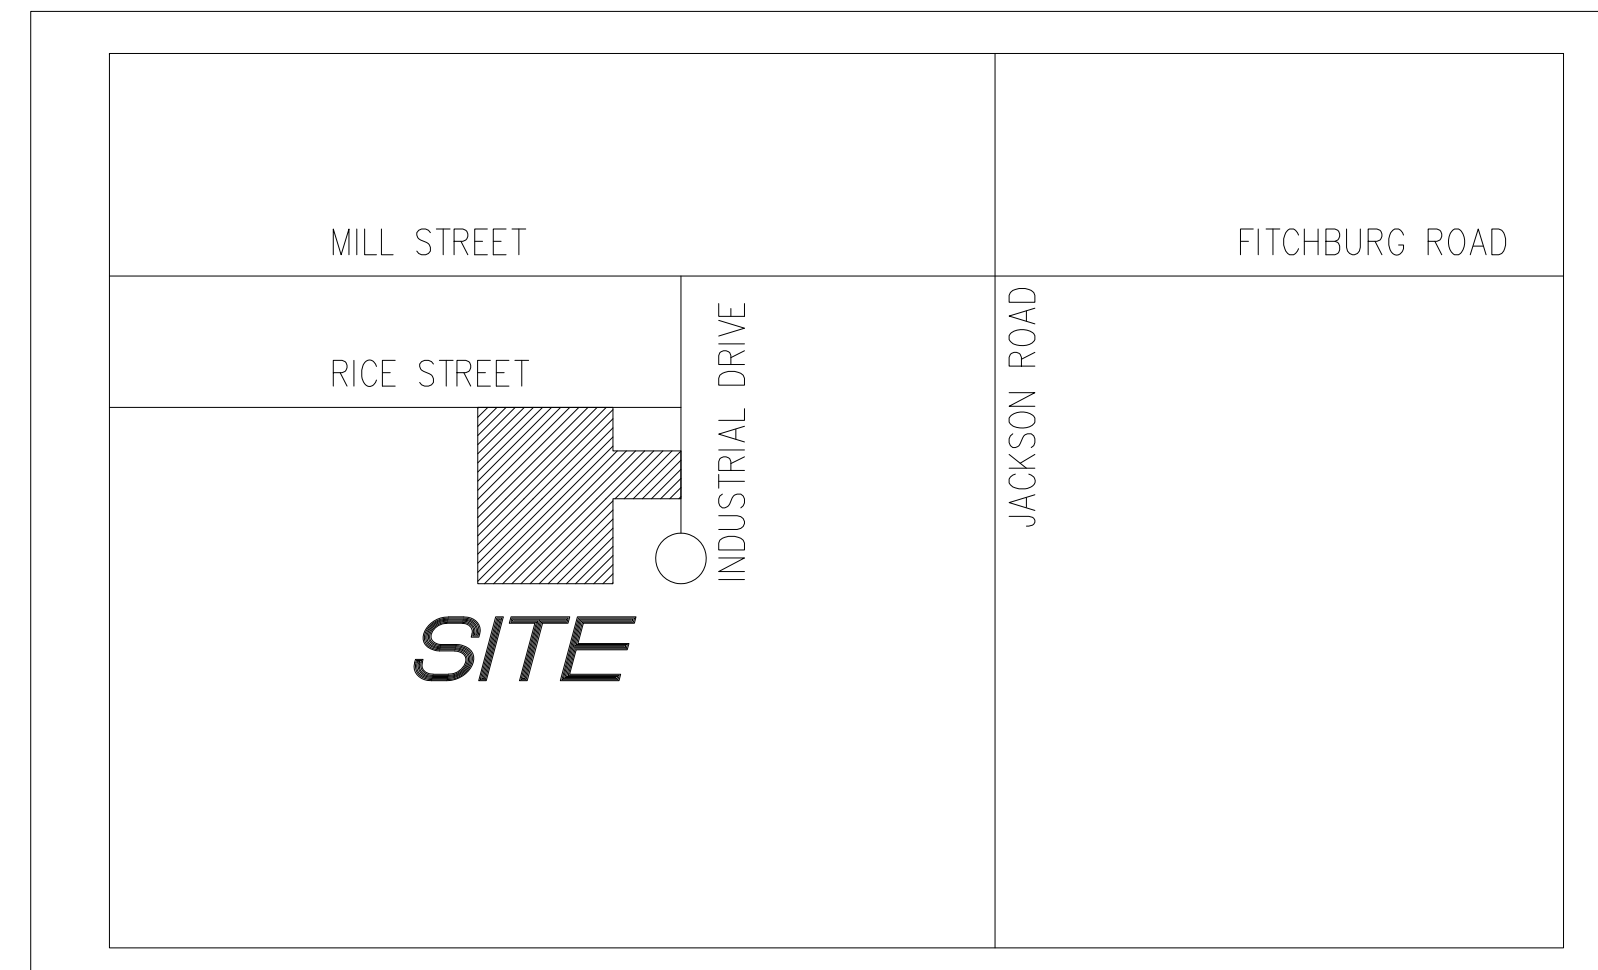 MILL STREET
FITCHBURG ROAD
RICE STREET
INDUSTRIAL DRIVE
JACKSON ROAD
SITE